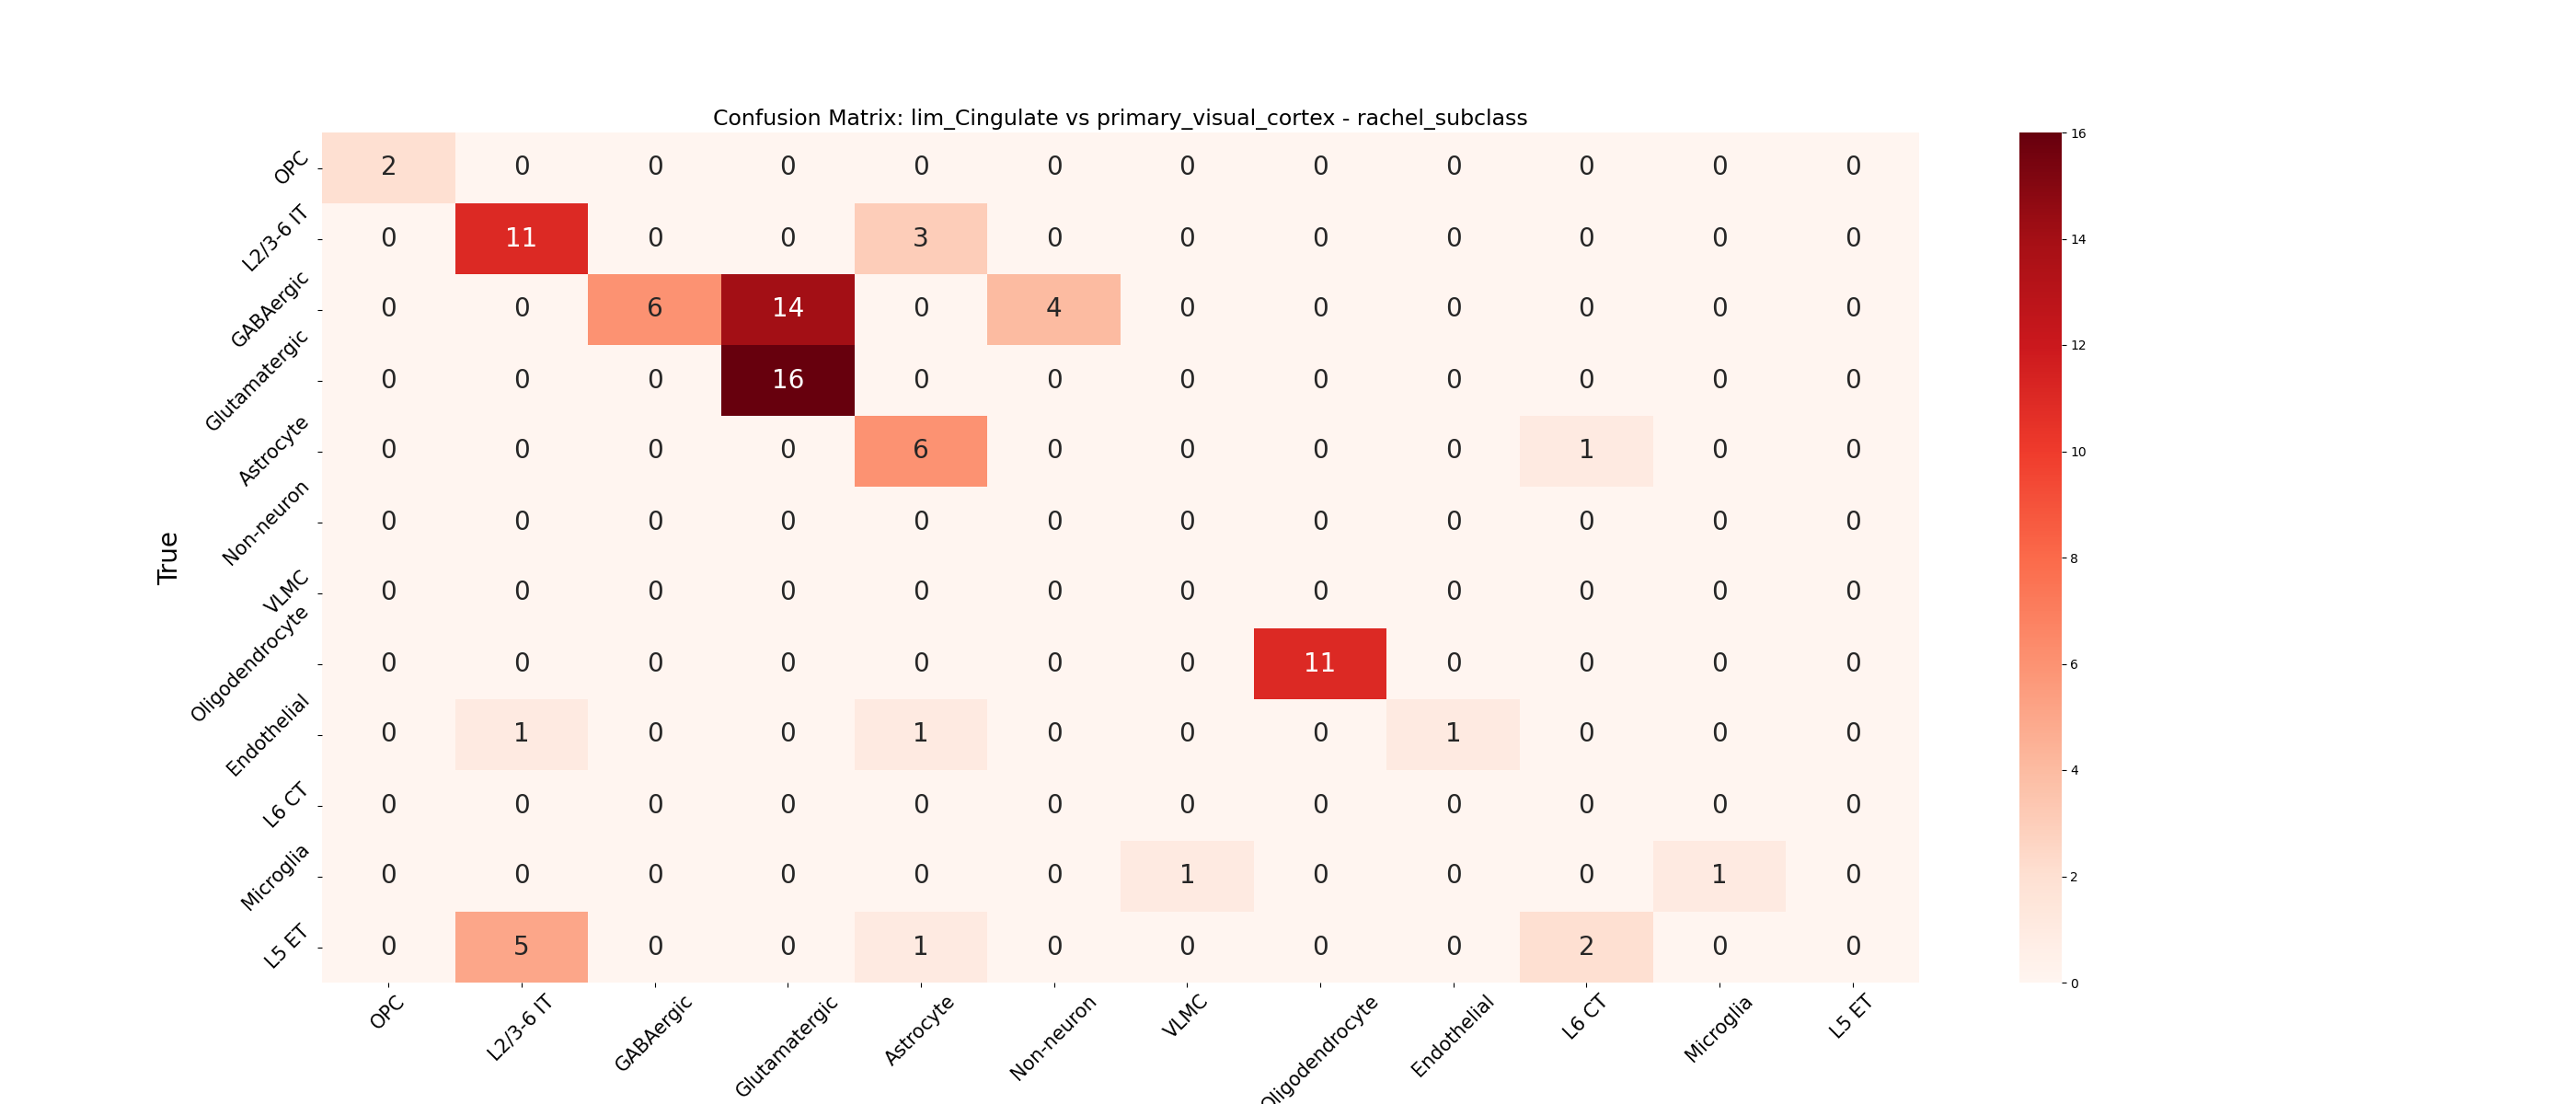 Confusion Matrix: lim_Cingulate vs primary_visual_cortex - rachel_subclass
True
OPC 2 0 0 0 0 0 0 0 0 0 0 0
L2/3-6 IT 0 11 0 0 3 0 0 0 0 0 0 0
GABAergic 0 0 6 14 0 4 0 0 0 0 0 0
Glutamatergic 0 0 0 16 0 0 0 0 0 0 0 0
Astrocyte 0 0 0 0 6 0 0 0 0 1 0 0
Non-neuron 0 0 0 0 0 0 0 0 0 0 0 0
VLMC 0 0 0 0 0 0 0 0 0 0 0 0
Oligodendrocyte 0 0 0 0 0 0 0 11 0 0 0 0
Endothelial 0 1 0 0 1 0 0 0 1 0 0 0
L6 CT 0 0 0 0 0 0 0 0 0 0 0 0
Microglia 0 0 0 0 0 0 1 0 0 0 1 0
L5 ET 0 5 0 0 1 0 0 0 0 2 0 0
OPC L2/3-6 IT GABAergic Glutamatergic Astrocyte Non-neuron VLMC Oligodendrocyte Endothelial L6 CT Microglia L5 ET
16
14
12
10
8
6
4
2
0